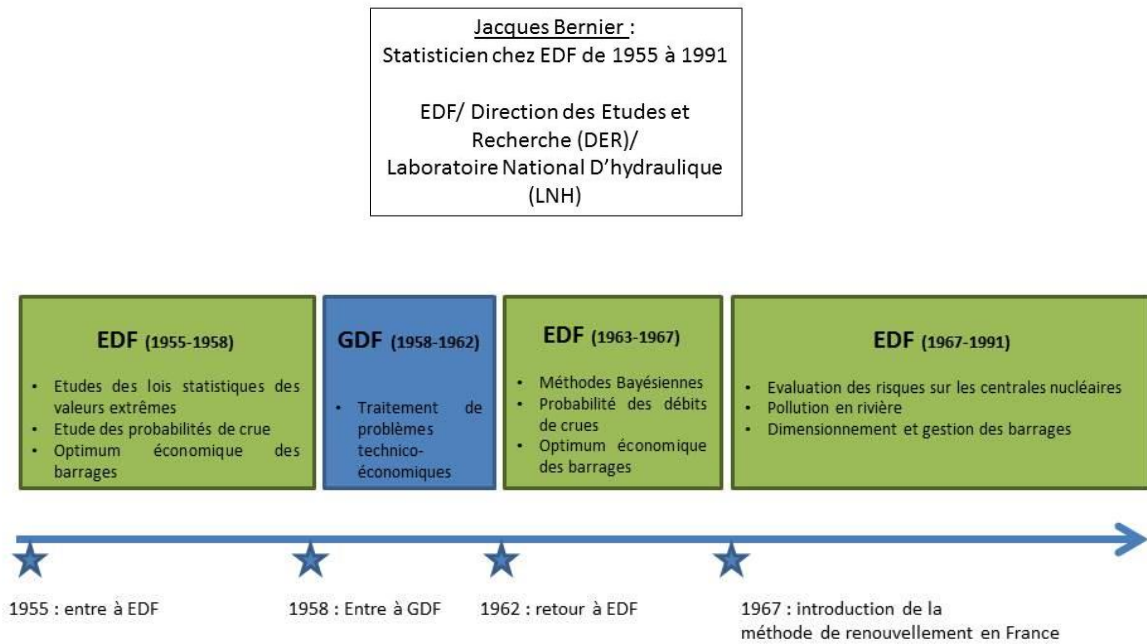 Jacques Bernier :
Statisticien chez EDF de 1955 à 1991
EDF/ Direction des Etudes et
Recherche (DER)/
Laboratoire National D’hydraulique
(LNH)
EDF (1955-1958)
• Etudes des lois statistiques des
valeurs extrêmes
• Etude des probabilités de crue
• Optimum économique des
barrages
GDF (1958-1962)
• Traitement de
problèmes
technico-
économiques
EDF (1963-1967)
• Méthodes Bayésiennes
• Probabilité des débits
de crues
• Optimum économique
des barrages
EDF (1967-1991)
• Evaluation des risques sur les centrales nucléaires
• Pollution en rivière
• Dimensionnement et gestion des barrages
1955 : entre à EDF
1958 : Entre à GDF
1962 : retour à EDF
1967 : introduction de la
méthode de renouvellement en France